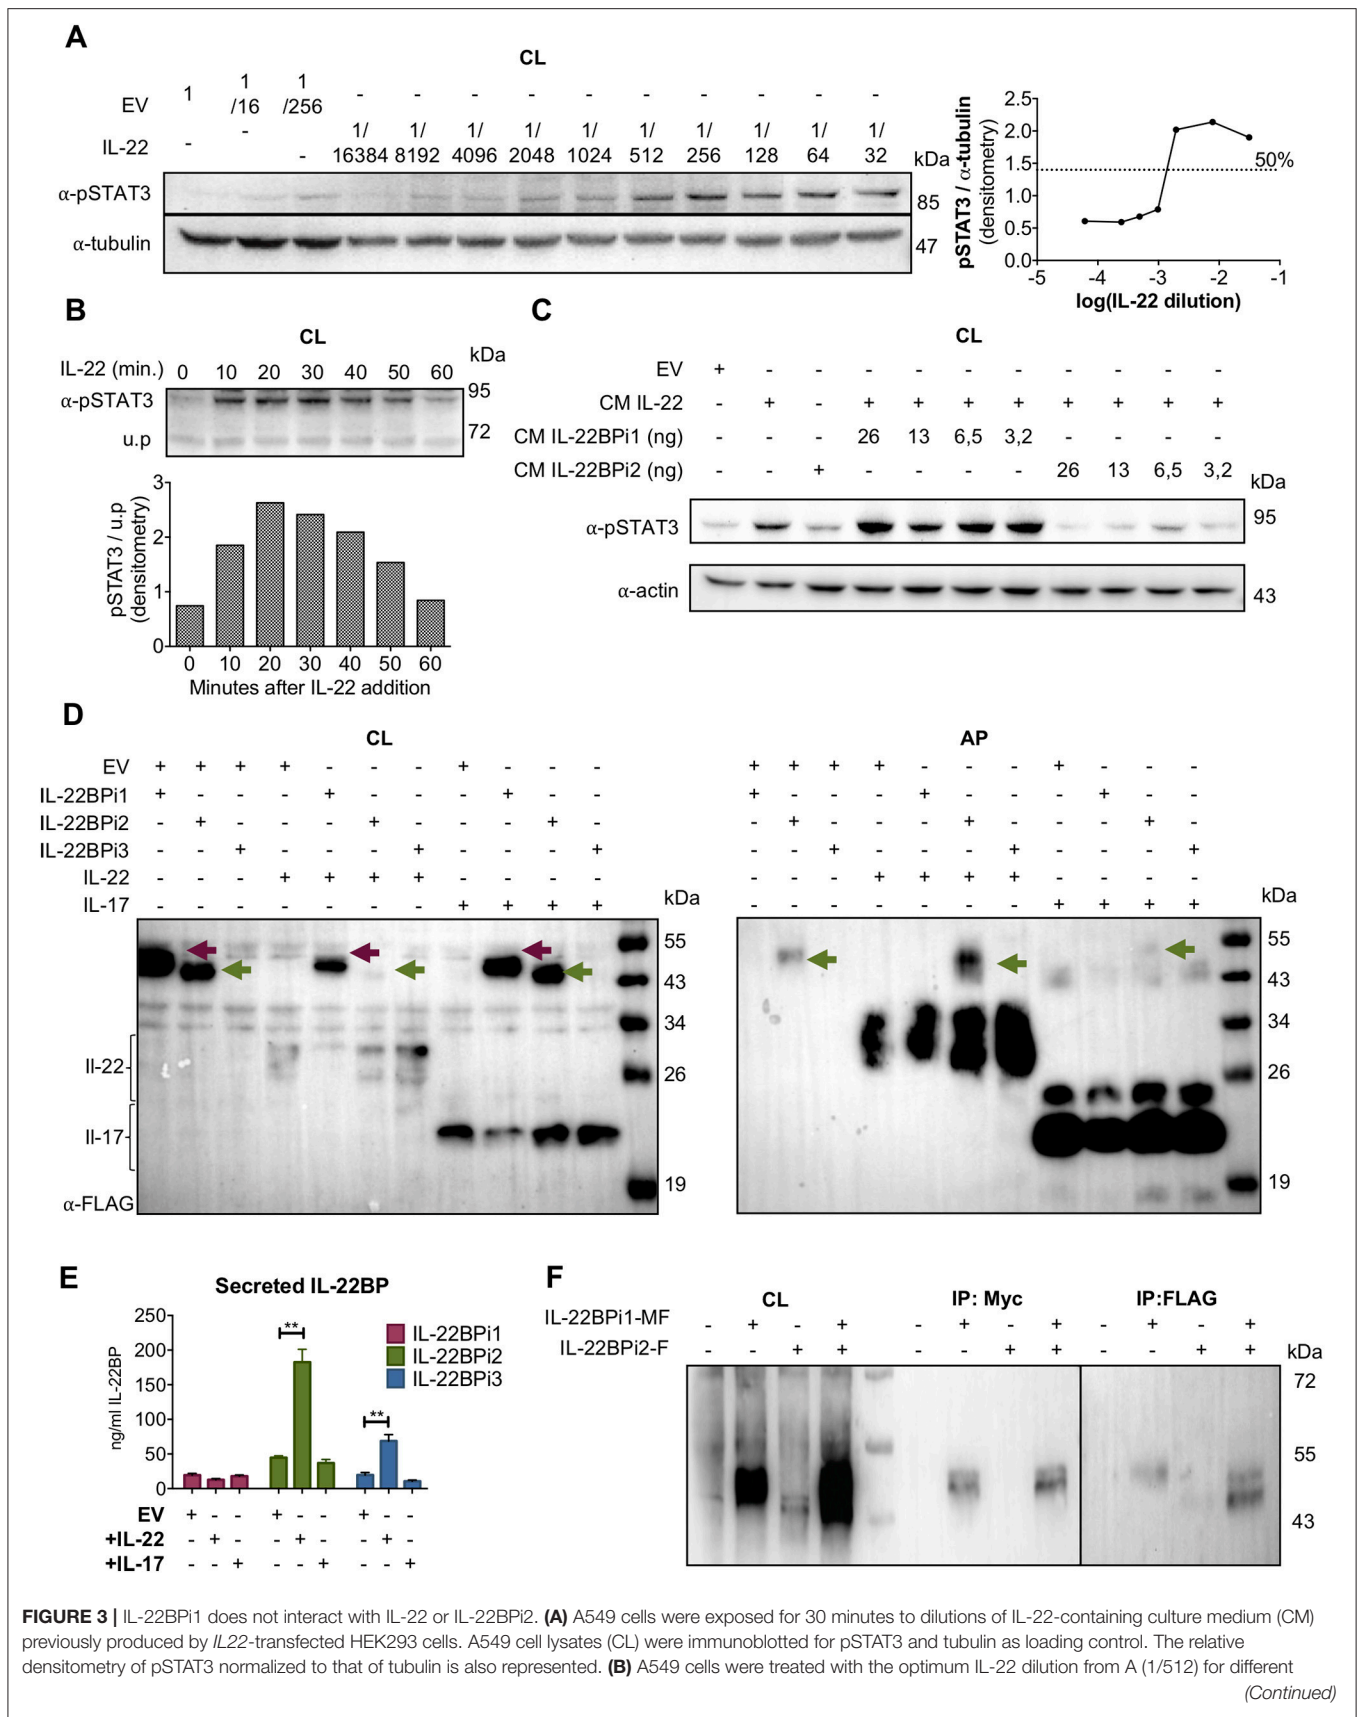 A
CL
EV 1 1/16 1/256 - - - - - - - - - -
IL-22 - - - 1/16384 1/8192 1/4096 1/2048 1/1024 1/512 1/256 1/128 1/64 1/32 kDa
α-pSTAT3 85
α-tubulin 47
pSTAT3 / α-tubulin
(densitometry)
2.5
2.0
1.5
1.0
0.5
0.0
50%
-5 -4 -3 -2 -1
log(IL-22 dilution)
B
CL
kDa
IL-22 (min.) 0 10 20 30 40 50 60
α-pSTAT3 95
u.p 72
pSTAT3 / u.p
(densitometry)
3
2
1
0
0 10 20 30 40 50 60
Minutes after IL-22 addition
C
CL
EV + - - - - - - - - - -
CM IL-22 - + - + + + + + + + +
CM IL-22BPi1 (ng) - - - 26 13 6,5 3,2 - - - -
CM IL-22BPi2 (ng) - - + - - - - 26 13 6,5 3,2
kDa
α-pSTAT3 95
α-actin 43
D
CL
EV + + + + - - - + - - -
IL-22BPi1 + - - - + - - - + - -
IL-22BPi2 - + - - - + - - - + -
IL-22BPi3 - - + - - - + - - - +
IL-22 - - - + + + + - - - -
IL-17 - - - - - - - + + + +
kDa
55
43
34
26
19
Il-22
Il-17
α-FLAG
AP
+ + + + - - - + - - -
+ - - - + - - - + - -
- + - - - + - - - + -
- - + - - - + - - - +
- - - + + + + - - - -
- - - - - - - + + + +
kDa
55
43
34
26
19
E
Secreted IL-22BP
ng/ml IL-22BP
250
200
150
100
50
0
**
**
IL-22BPi1
IL-22BPi2
IL-22BPi3
EV + - - + - - + - -
+IL-22 - + - - + - - + -
+IL-17 - - + - - + - - +
F
CL IP: Myc IP:FLAG
IL-22BPi1-MF - + - + - + - + - + - +
IL-22BPi2-F - - + + - - + + - - + +
kDa
72
55
43
FIGURE 3 | IL-22BPi1 does not interact with IL-22 or IL-22BPi2. (A) A549 cells were exposed for 30 minutes to dilutions of IL-22-containing culture medium (CM)
previously produced by IL22-transfected HEK293 cells. A549 cell lysates (CL) were immunoblotted for pSTAT3 and tubulin as loading control. The relative
densitometry of pSTAT3 normalized to that of tubulin is also represented. (B) A549 cells were treated with the optimum IL-22 dilution from A (1/512) for different
(Continued)